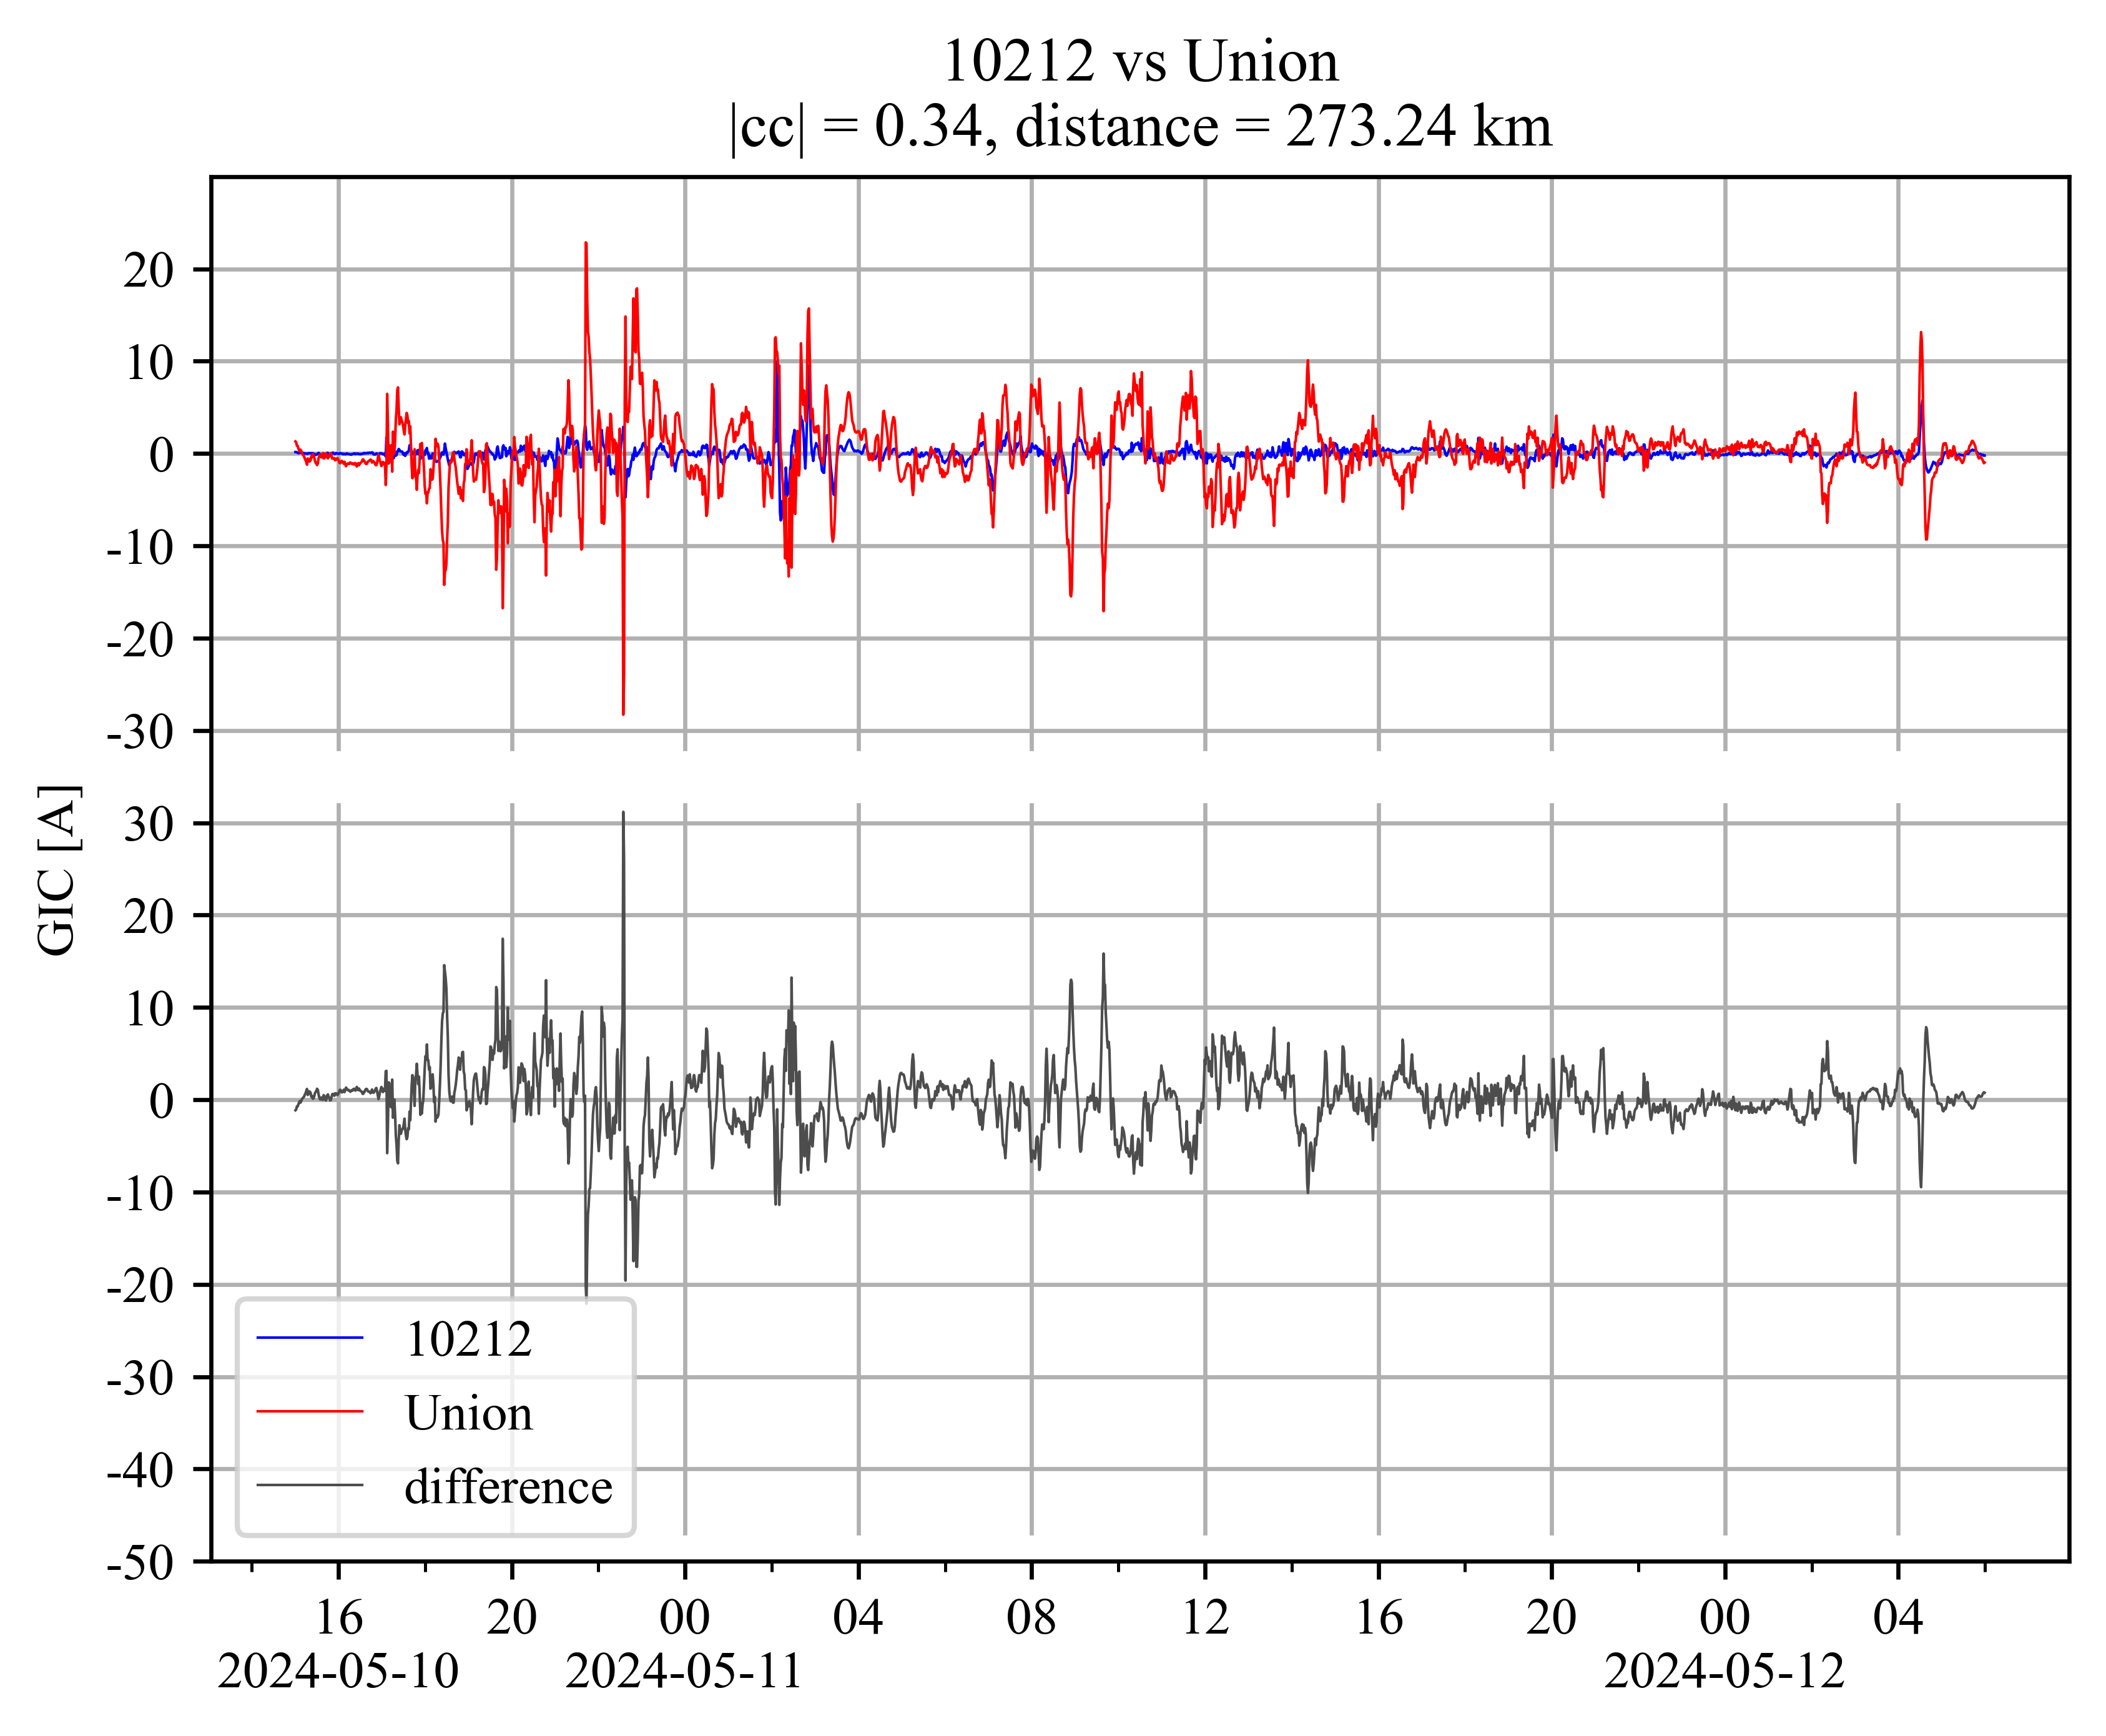 10212 vs Union
|cc| = 0.34, distance = 273.24 km
GIC [A]
20
10
0
-10
-20
-30
30
20
10
0
-10
-20
-30
-40
-50
10212
Union
difference
16 20 00 04 08 12 16 20 00 04
2024-05-10 2024-05-11 2024-05-12